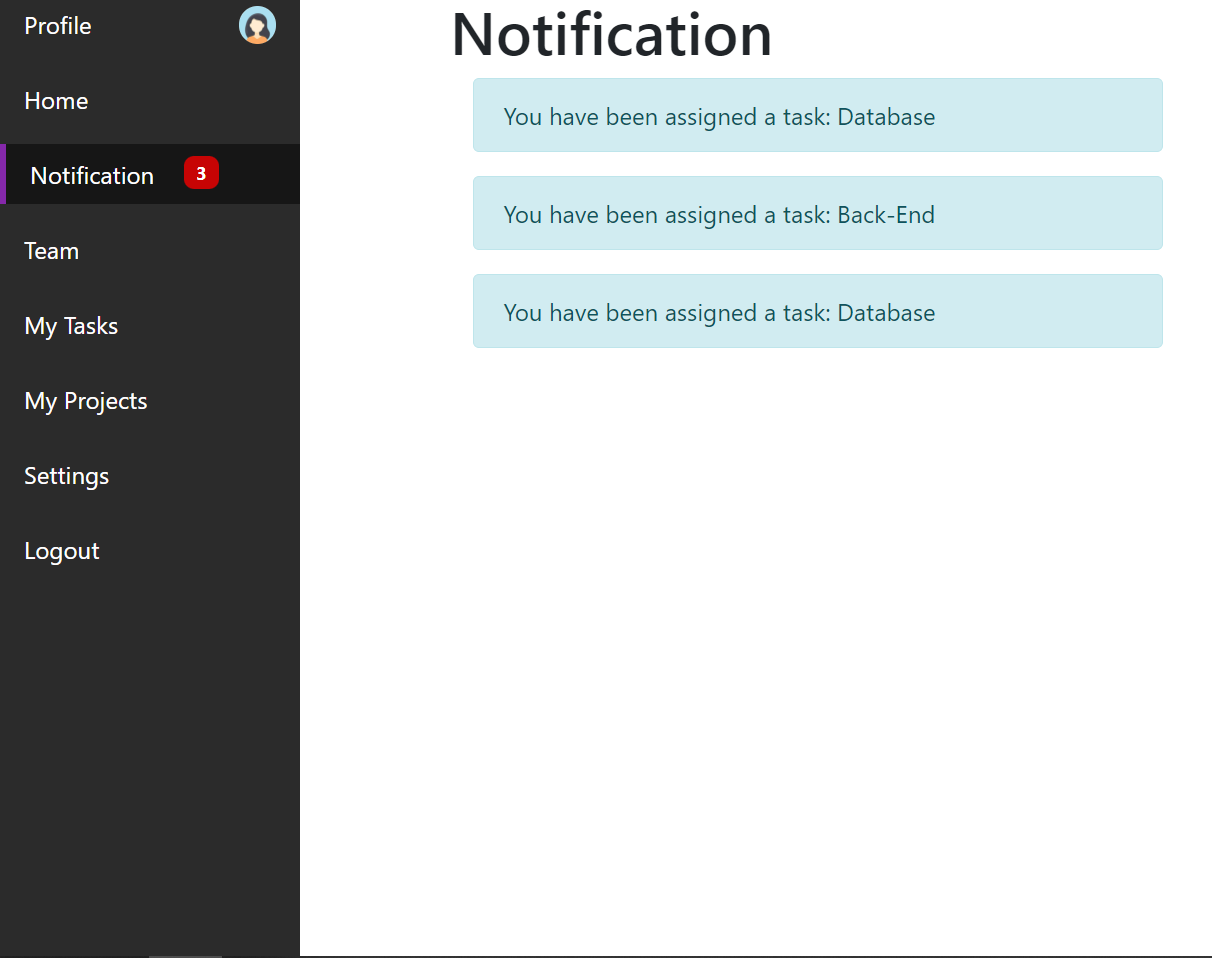 Profile
Home
Notification 3
Team
My Tasks
My Projects
Settings
Logout
Notification
You have been assigned a task: Database
You have been assigned a task: Back-End
You have been assigned a task: Database